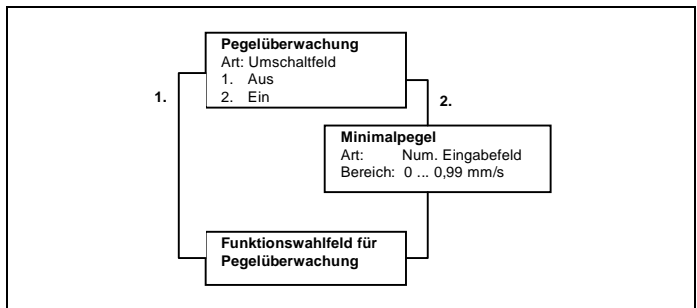 Pegelüberwachung
Art: Umschaltfeld
1. Aus
2. Ein
1.
2.
Minimalpegel
Art: Num. Eingabefeld
Bereich: 0 ... 0,99 mm/s
Funktionswahlfeld für
Pegelüberwachung